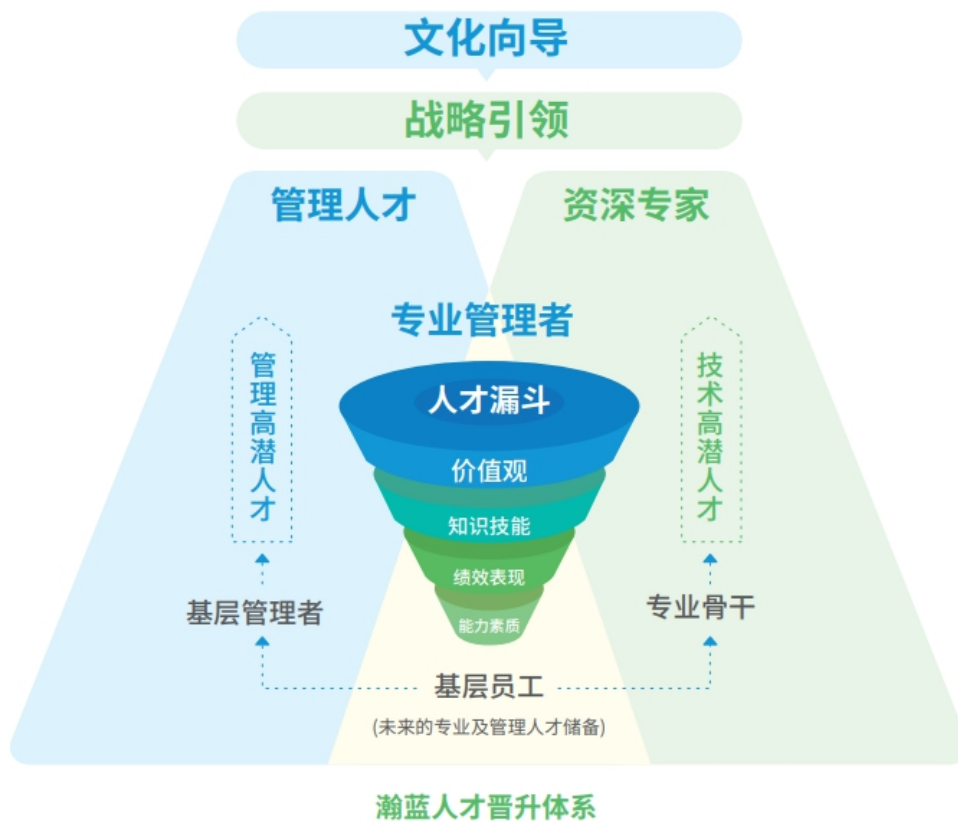 文化向导
战略引领
管理人才
资深专家
专业管理者
人才漏斗
价值观
知识技能
绩效表现
能力素质
管理高潜人才
技术高潜人才
基层管理者
专业骨干
基层员工
(未来的专业及管理人才储备)
瀚蓝人才晋升体系